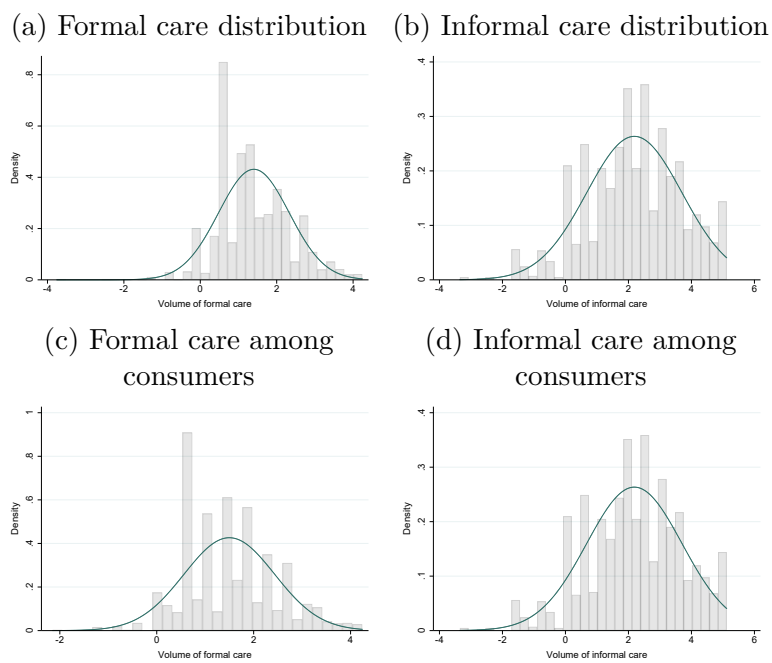 (a) Formal care distribution
(b) Informal care distribution
.8
.6
.4
.2
0
Density
-4 -2 0 2 4
Volume of formal care
.4
.3
.2
.1
0
Density
-4 -2 0 2 4 6
Volume of informal care
(c) Formal care among
consumers
(d) Informal care among
consumers
1
.8
.6
.4
.2
0
Density
-2 0 2 4
Volume of formal care
.4
.3
.2
.1
0
Density
-4 -2 0 2 4 6
Volume of informal care